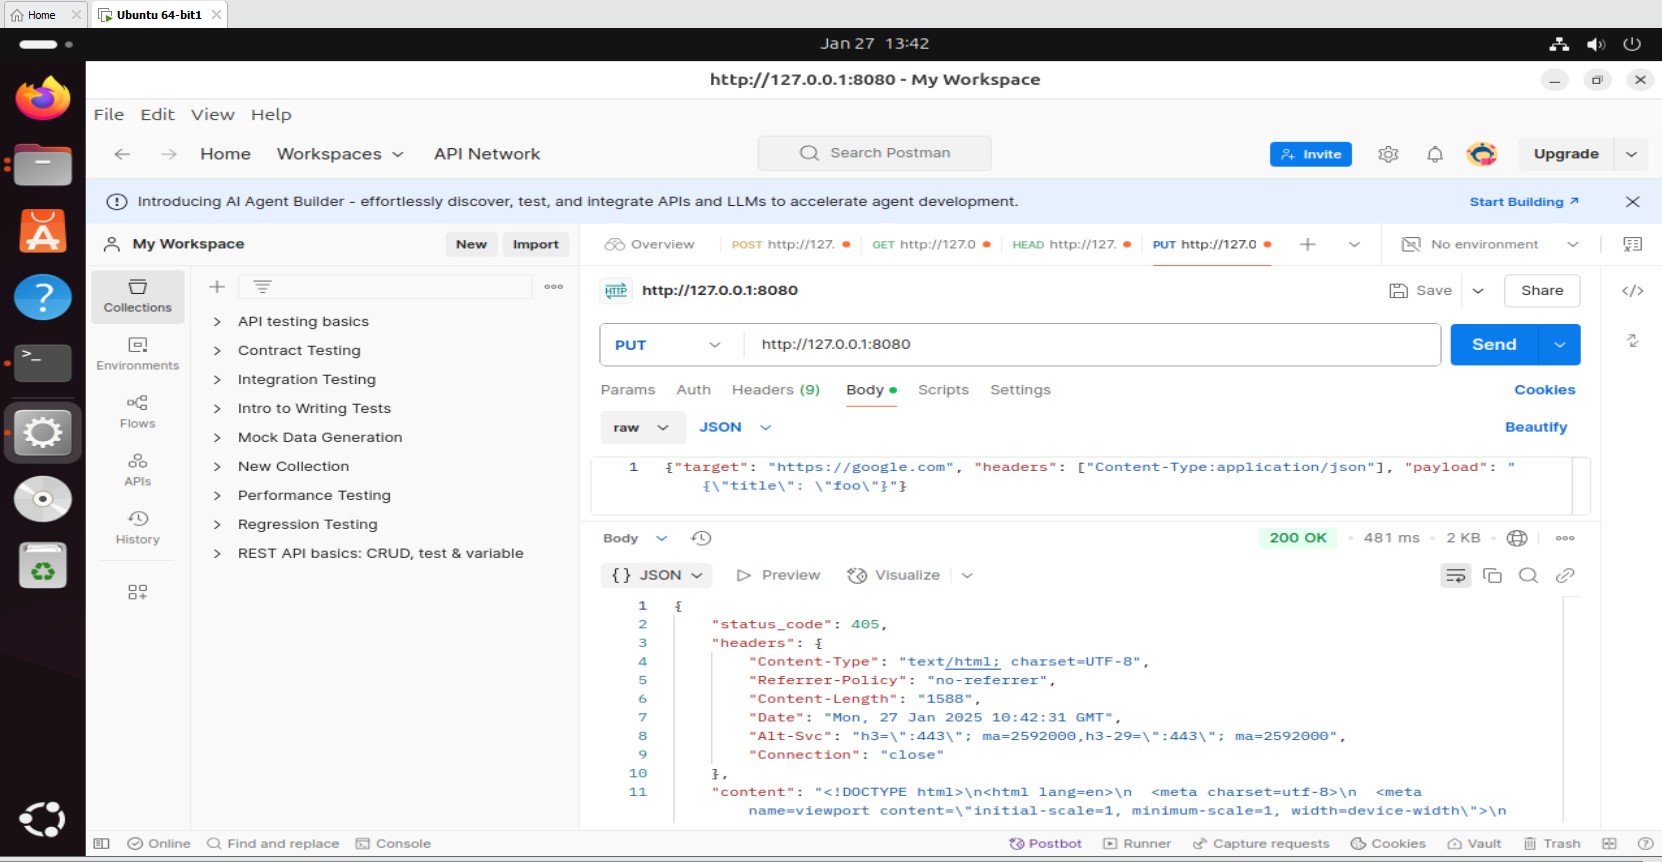 Home
Ubuntu 64-bit1
Jan 27 13:42
http://127.0.0.1:8080 - My Workspace
File Edit View Help
Home Workspaces API Network Search Postman Invite Upgrade
Introducing AI Agent Builder - effortlessly discover, test, and integrate APIs and LLMs to accelerate agent development. Start Building
My Workspace New Import
Overview POST http://127. GET http://127.0 HEAD http://127. PUT http://127.0 No environment
Collections
Environments
Flows
APIs
History
API testing basics
Contract Testing
Integration Testing
Intro to Writing Tests
Mock Data Generation
New Collection
Performance Testing
Regression Testing
REST API basics: CRUD, test & variable
HTTP http://127.0.0.1:8080 Save Share
PUT http://127.0.0.1:8080 Send
Params Auth Headers (9) Body Scripts Settings Cookies
raw JSON Beautify
1 {"target": "https://google.com", "headers": ["Content-Type:application/json"], "payload": "
{\"title\": \"foo\"}"}
Body 200 OK 481 ms 2 KB
{} JSON Preview Visualize
1 {
2 "status_code": 405,
3 "headers": {
4 "Content-Type": "text/html; charset=UTF-8",
5 "Referrer-Policy": "no-referrer",
6 "Content-Length": "1588",
7 "Date": "Mon, 27 Jan 2025 10:42:31 GMT",
8 "Alt-Svc": "h3=\":443\"; ma=2592000,h3-29=\":443\"; ma=2592000",
9 "Connection": "close"
10 },
11 "content": "<!DOCTYPE html>\n<html lang=en>\n  <meta charset=utf-8>\n  <meta
name=viewport content=\"initial-scale=1, minimum-scale=1, width=device-width\">\n
Online Find and replace Console Postbot Runner Capture requests Cookies Vault Trash